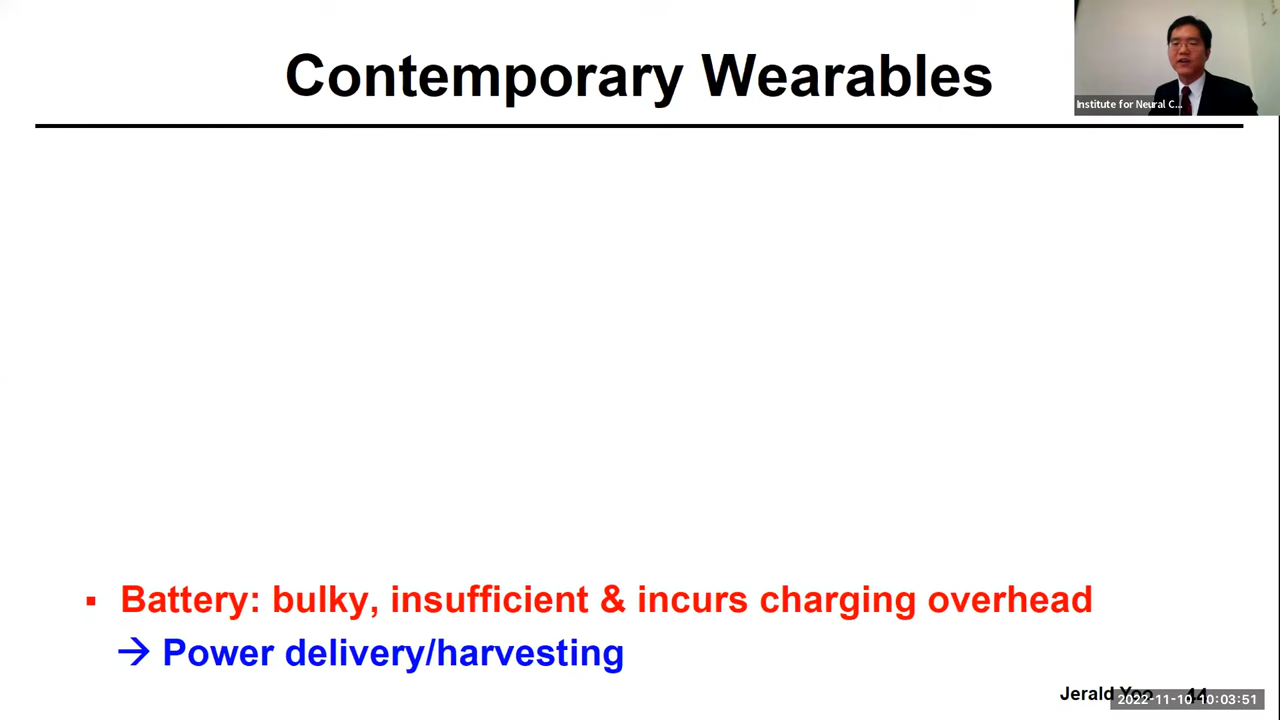 Contemporary Wearables
Institute for Neural C...
▪ Battery: bulky, insufficient & incurs charging overhead
→ Power delivery/harvesting
Jerald Yoo 44
2022-11-10 10:03:51